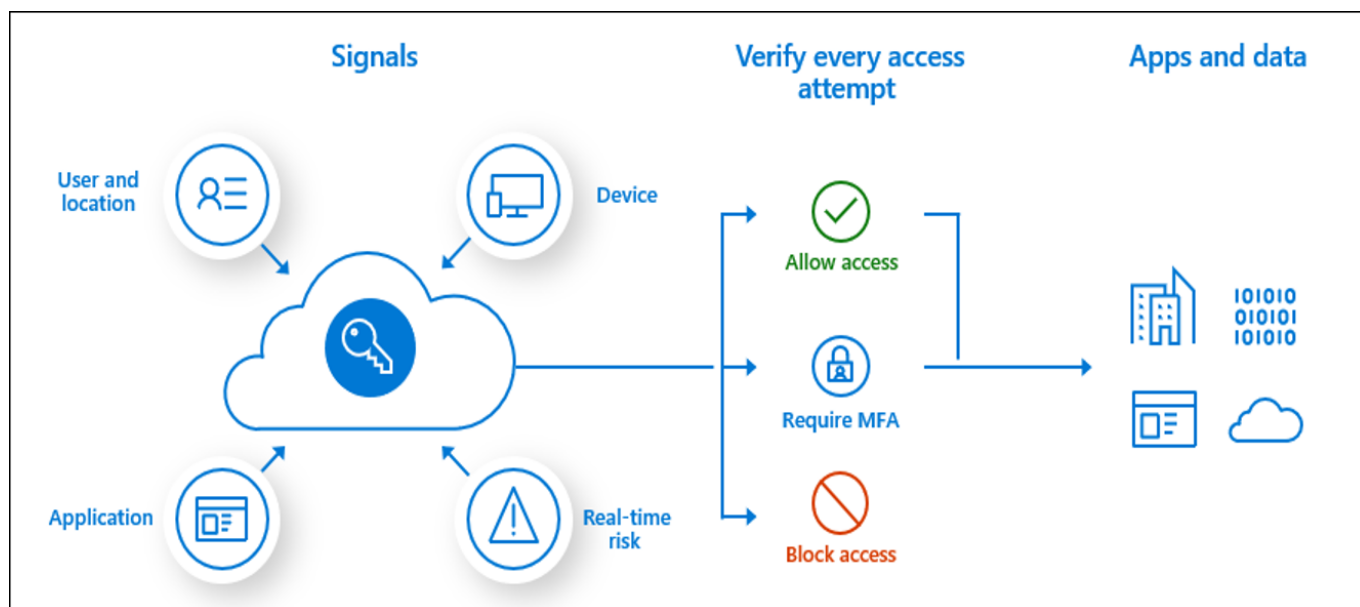 Signals
Verify every access
attempt
Apps and data
User and
location
Device
Allow access
101010
010101
101010
Require MFA
Application
Real-time
risk
Block access